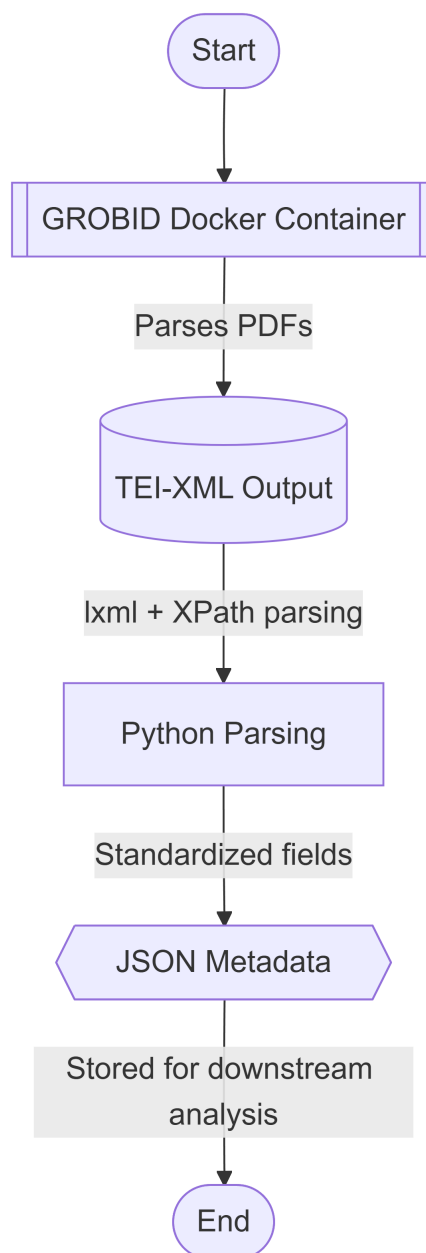 Start
GROBID Docker Container
Parses PDFs
TEI-XML Output
lxml + XPath parsing
Python Parsing
Standardized fields
JSON Metadata
Stored for downstream
analysis
End